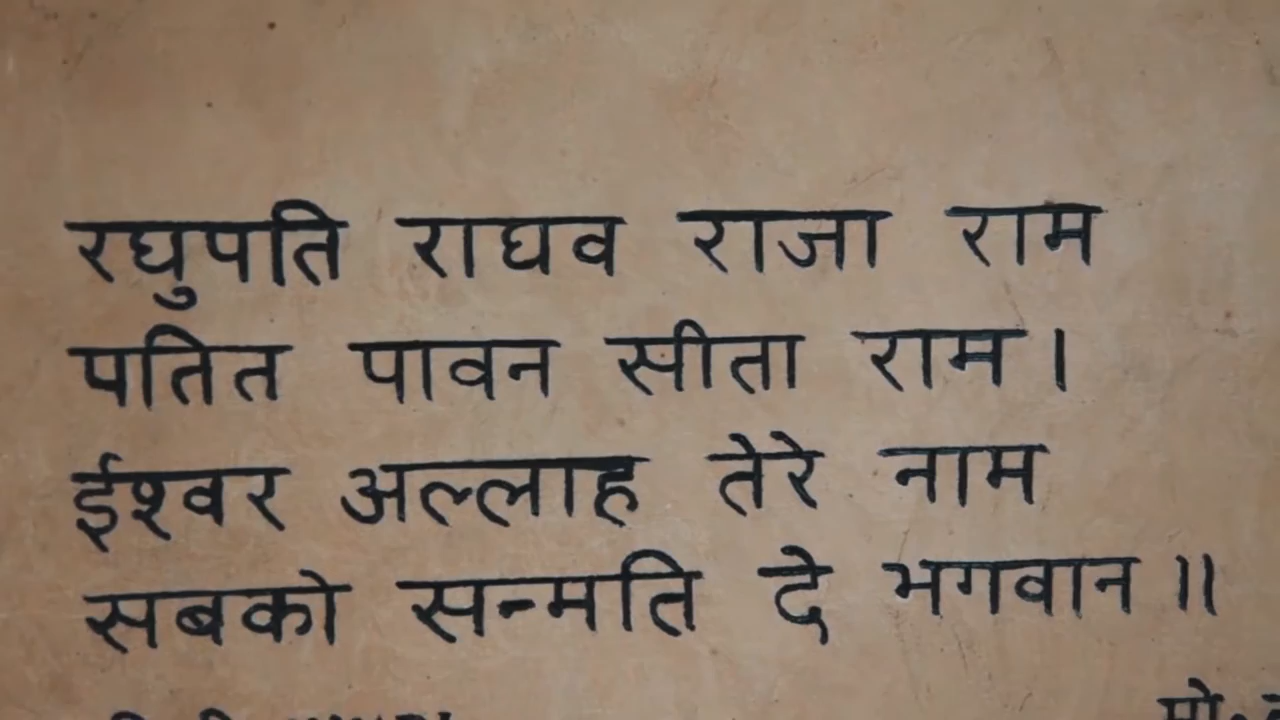 रघुपति राघव राजा राम
पतित पावन सीता राम।
ईश्वर अल्लाह तेरे नाम
सबको सन्मति दे भगवान॥